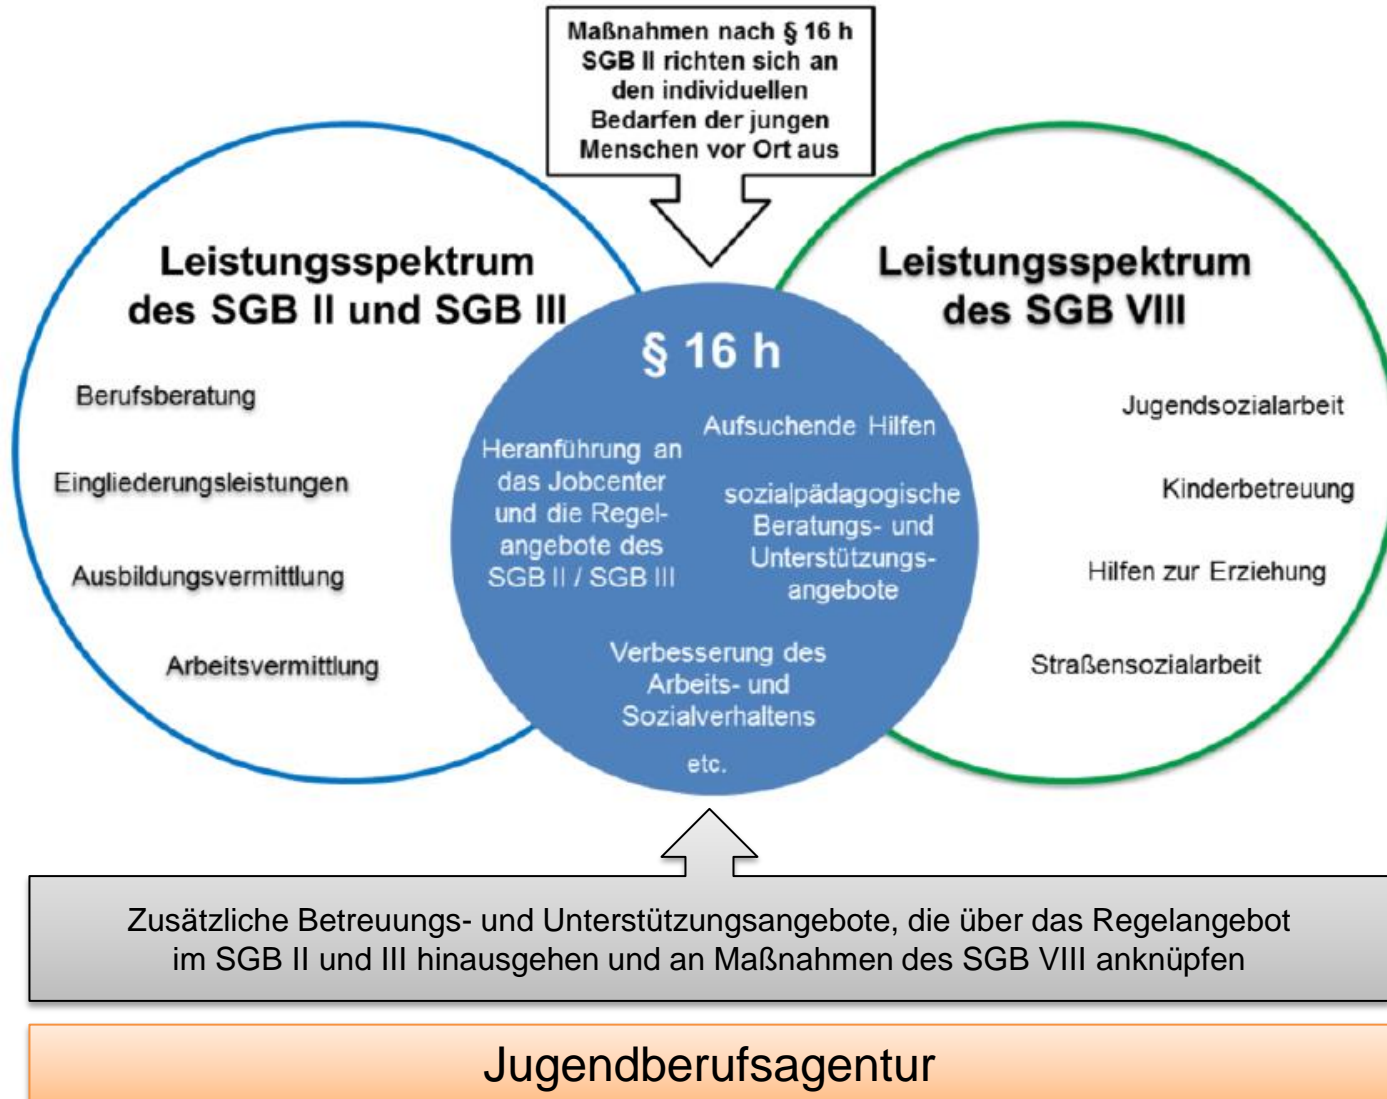 Maßnahmen nach § 16 h
SGB II richten sich an
den individuellen
Bedarfen der jungen
Menschen vor Ort aus
Leistungsspektrum
des SGB II und SGB III
Berufsberatung
Eingliederungsleistungen
Ausbildungsvermittlung
Arbeitsvermittlung
§ 16 h
Heranführung an
das Jobcenter
und die Regel-
angebote des
SGB II / SGB III
Aufsuchende Hilfen
sozialpädagogische
Beratungs- und
Unterstützungs-
angebote
Verbesserung des
Arbeits- und
Sozialverhaltens
etc.
Leistungsspektrum
des SGB VIII
Jugendsozialarbeit
Kinderbetreuung
Hilfen zur Erziehung
Straßensozialarbeit
Zusätzliche Betreuungs- und Unterstützungsangebote, die über das Regelangebot
im SGB II und III hinausgehen und an Maßnahmen des SGB VIII anknüpfen
Jugendberufsagentur